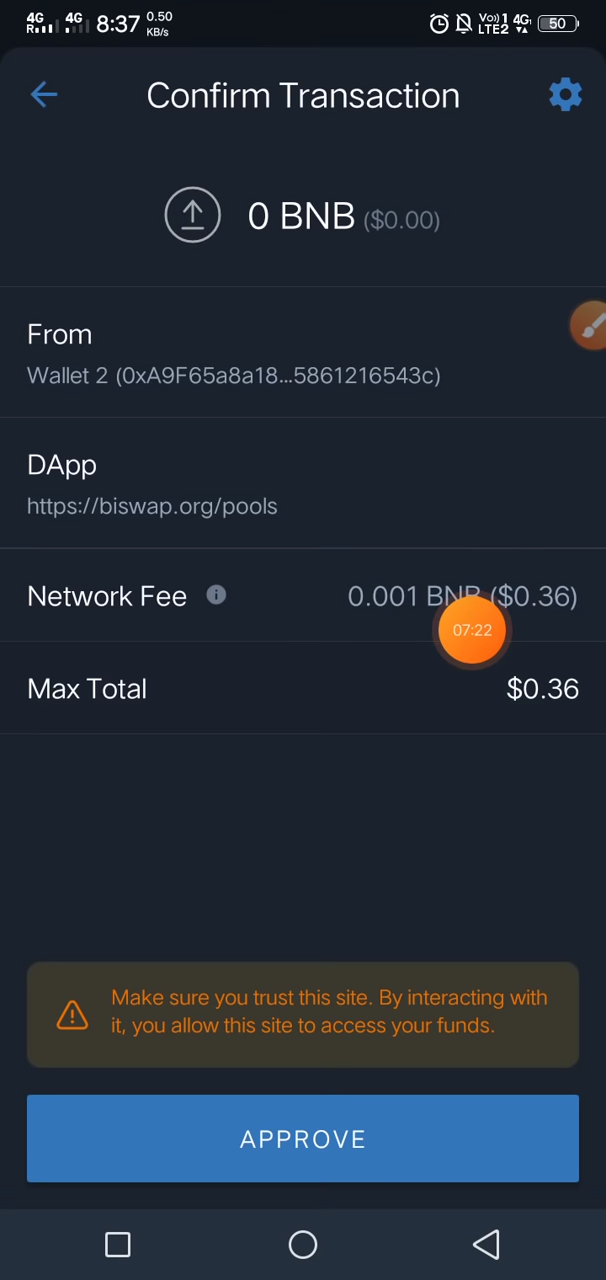 4G R 4G 8:37 0.50 KB/s Vo)) 1 LTE2 4G 50
Confirm Transaction
0 BNB ($0.00)
From
Wallet 2 (0xA9F65a8a18...5861216543c)
DApp
https://biswap.org/pools
Network Fee 0.001 BNB ($0.36)
07:22
Max Total $0.36
Make sure you trust this site. By interacting with
it, you allow this site to access your funds.
APPROVE